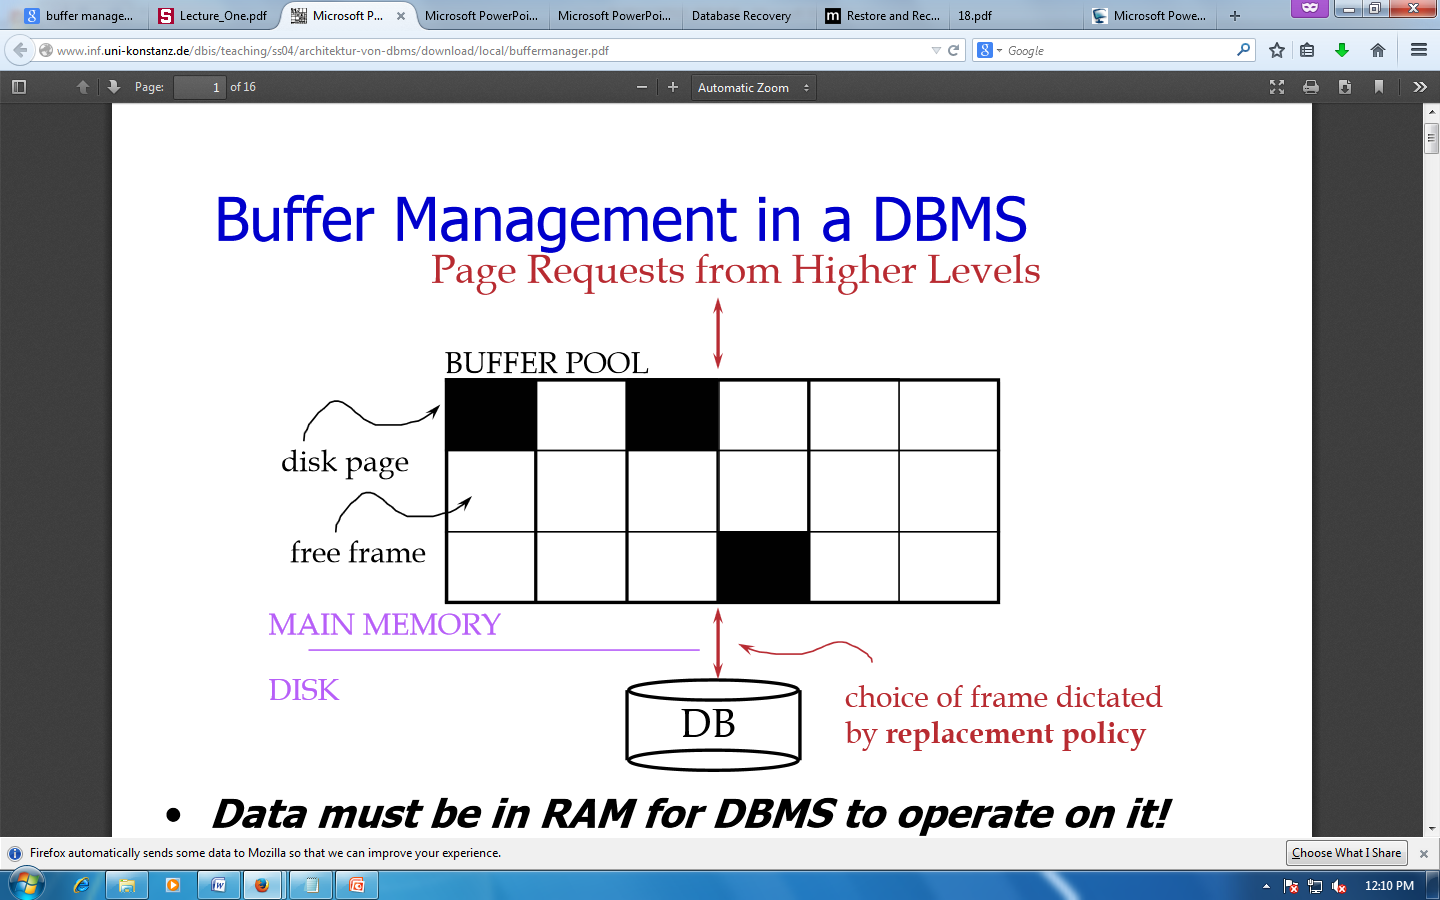 buffer manage...
Lecture_One.pdf
Microsoft P...
Microsoft PowerPoi...
Microsoft PowerPoi...
Database Recovery
Restore and Rec...
18.pdf
Microsoft Powe...
www.inf.uni-konstanz.de/dbis/teaching/ss04/architektur-von-dbms/download/local/buffermanager.pdf
Google
Page: 1 of 16
Automatic Zoom
Buffer Management in a DBMS
Page Requests from Higher Levels
BUFFER POOL
disk page
free frame
MAIN MEMORY
DISK
DB
choice of frame dictated
by replacement policy
• Data must be in RAM for DBMS to operate on it!
Firefox automatically sends some data to Mozilla so that we can improve your experience.
Choose What I Share
12:10 PM